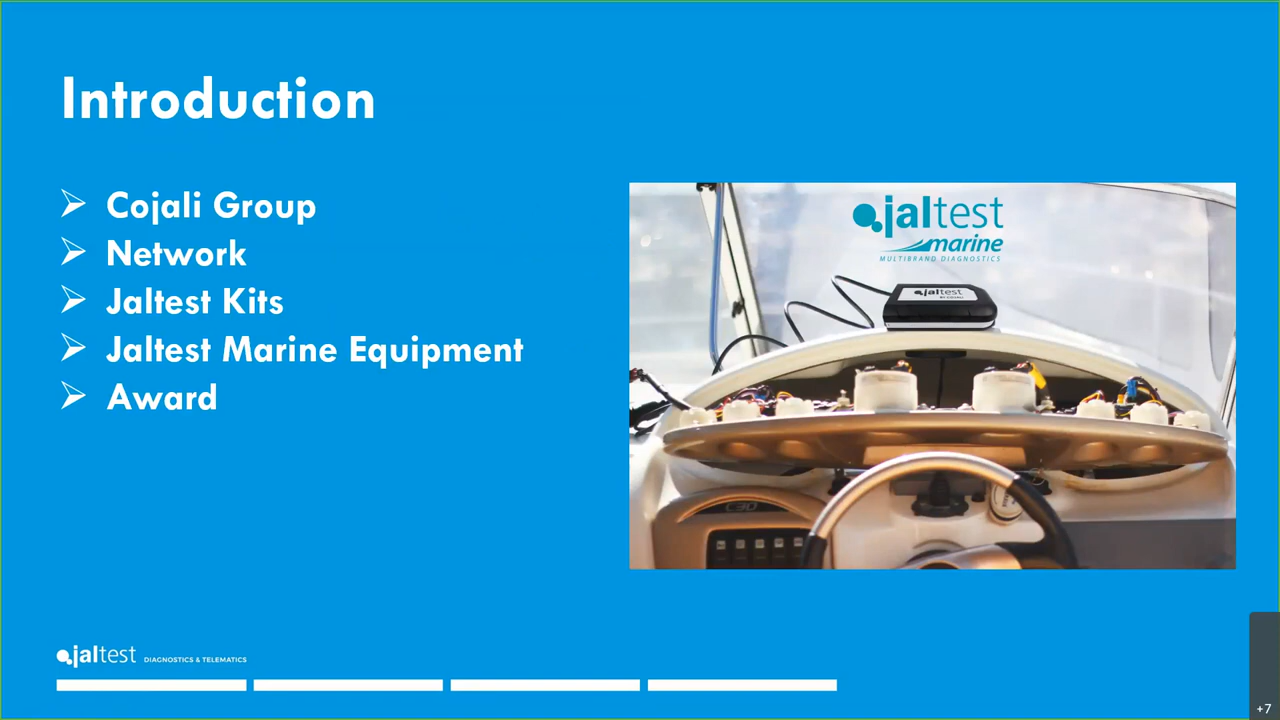 Introduction
Cojali Group
Network
Jaltest Kits
Jaltest Marine Equipment
Award
jaltest
marine
MULTIBRAND DIAGNOSTICS
jaltest
C30
jaltest DIAGNOSTICS & TELEMATICS
+7